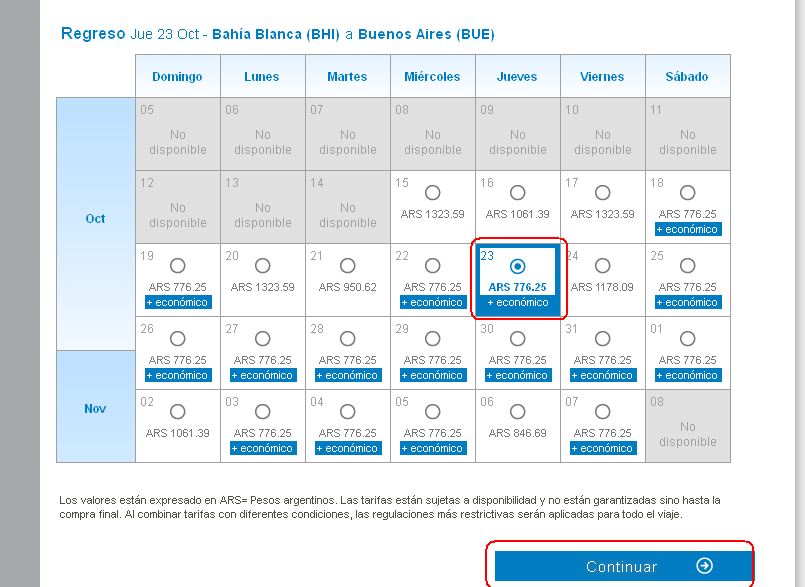 Regreso Jue 23 Oct - Bahía Blanca (BHI) a Buenos Aires (BUE)
Domingo Lunes Martes Miércoles Jueves Viernes Sábado
Oct
05 06 07 08 09 10 11
No No No No No No No
disponible disponible disponible disponible disponible disponible disponible
12 13 14 15 16 17 18
No No No
disponible disponible disponible ARS 1323.59 ARS 1061.39 ARS 1323.59 ARS 776.25
+ económico
19 20 21 22 23 24 25
ARS 776.25 ARS 1323.59 ARS 950.62 ARS 776.25 ARS 776.25 ARS 1178.09 ARS 776.25
+ económico + económico + económico + económico
26 27 28 29 30 31 01
ARS 776.25 ARS 776.25 ARS 776.25 ARS 776.25 ARS 776.25 ARS 776.25 ARS 776.25
+ económico + económico + económico + económico + económico + económico + económico
Nov
02 03 04 05 06 07 08
ARS 1061.39 ARS 776.25 ARS 776.25 ARS 776.25 ARS 846.69 ARS 776.25 No
disponible
+ económico + económico + económico + económico
Los valores están expresado en ARS= Pesos argentinos. Las tarifas están sujetas a disponibilidad y no están garantizadas sino hasta la
compra final. Al combinar tarifas con diferentes condiciones, las regulaciones más restrictivas serán aplicadas para todo el viaje.
Continuar